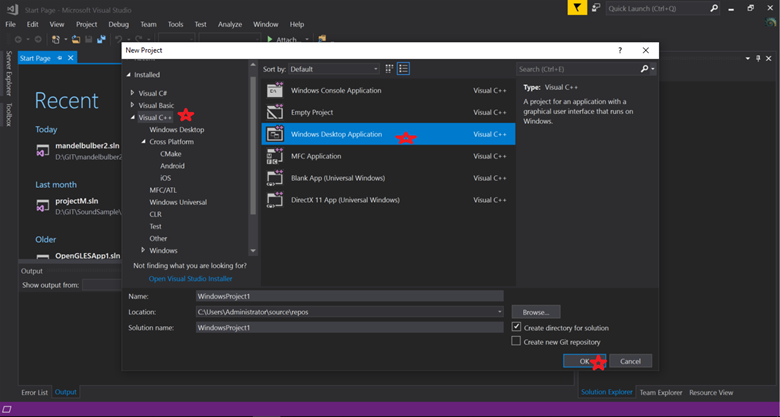 Start Page - Microsoft Visual Studio
Quick Launch (Ctrl+Q)
File Edit View Project Debug Team Tools Test Analyze Window Help
Attach...
Server Explorer
Toolbox
Start Page
Recent
Today
mandelbulber2.sln
D:\GIT\mandelbulber2
Last month
projectM.sln
D:\GIT\SoundSample\
Older
OpenGLESApp1.sln
Output
Show output from:
New Project
? 
Installed
Visual C#
Visual Basic
Visual C++
Windows Desktop
Cross Platform
CMake
Android
iOS
MFC/ATL
Windows Universal
CLR
Test
Other
Windows
Not finding what you are looking for?
Open Visual Studio Installer
Sort by: Default
Windows Console Application Visual C++
Empty Project Visual C++
Windows Desktop Application Visual C++
MFC Application Visual C++
Blank App (Universal Windows) Visual C++
DirectX 11 App (Universal Windows) Visual C++
Search (Ctrl+E)
Type: Visual C++
A project for an application with a
graphical user interface that runs on
Windows.
Name: WindowsProject1
Location: C:\Users\Administrator\source\repos
Browse...
Solution name: WindowsProject1
Create directory for solution
Create new Git repository
OK Cancel
Error List Output
Solution Explorer Team Explorer Resource View